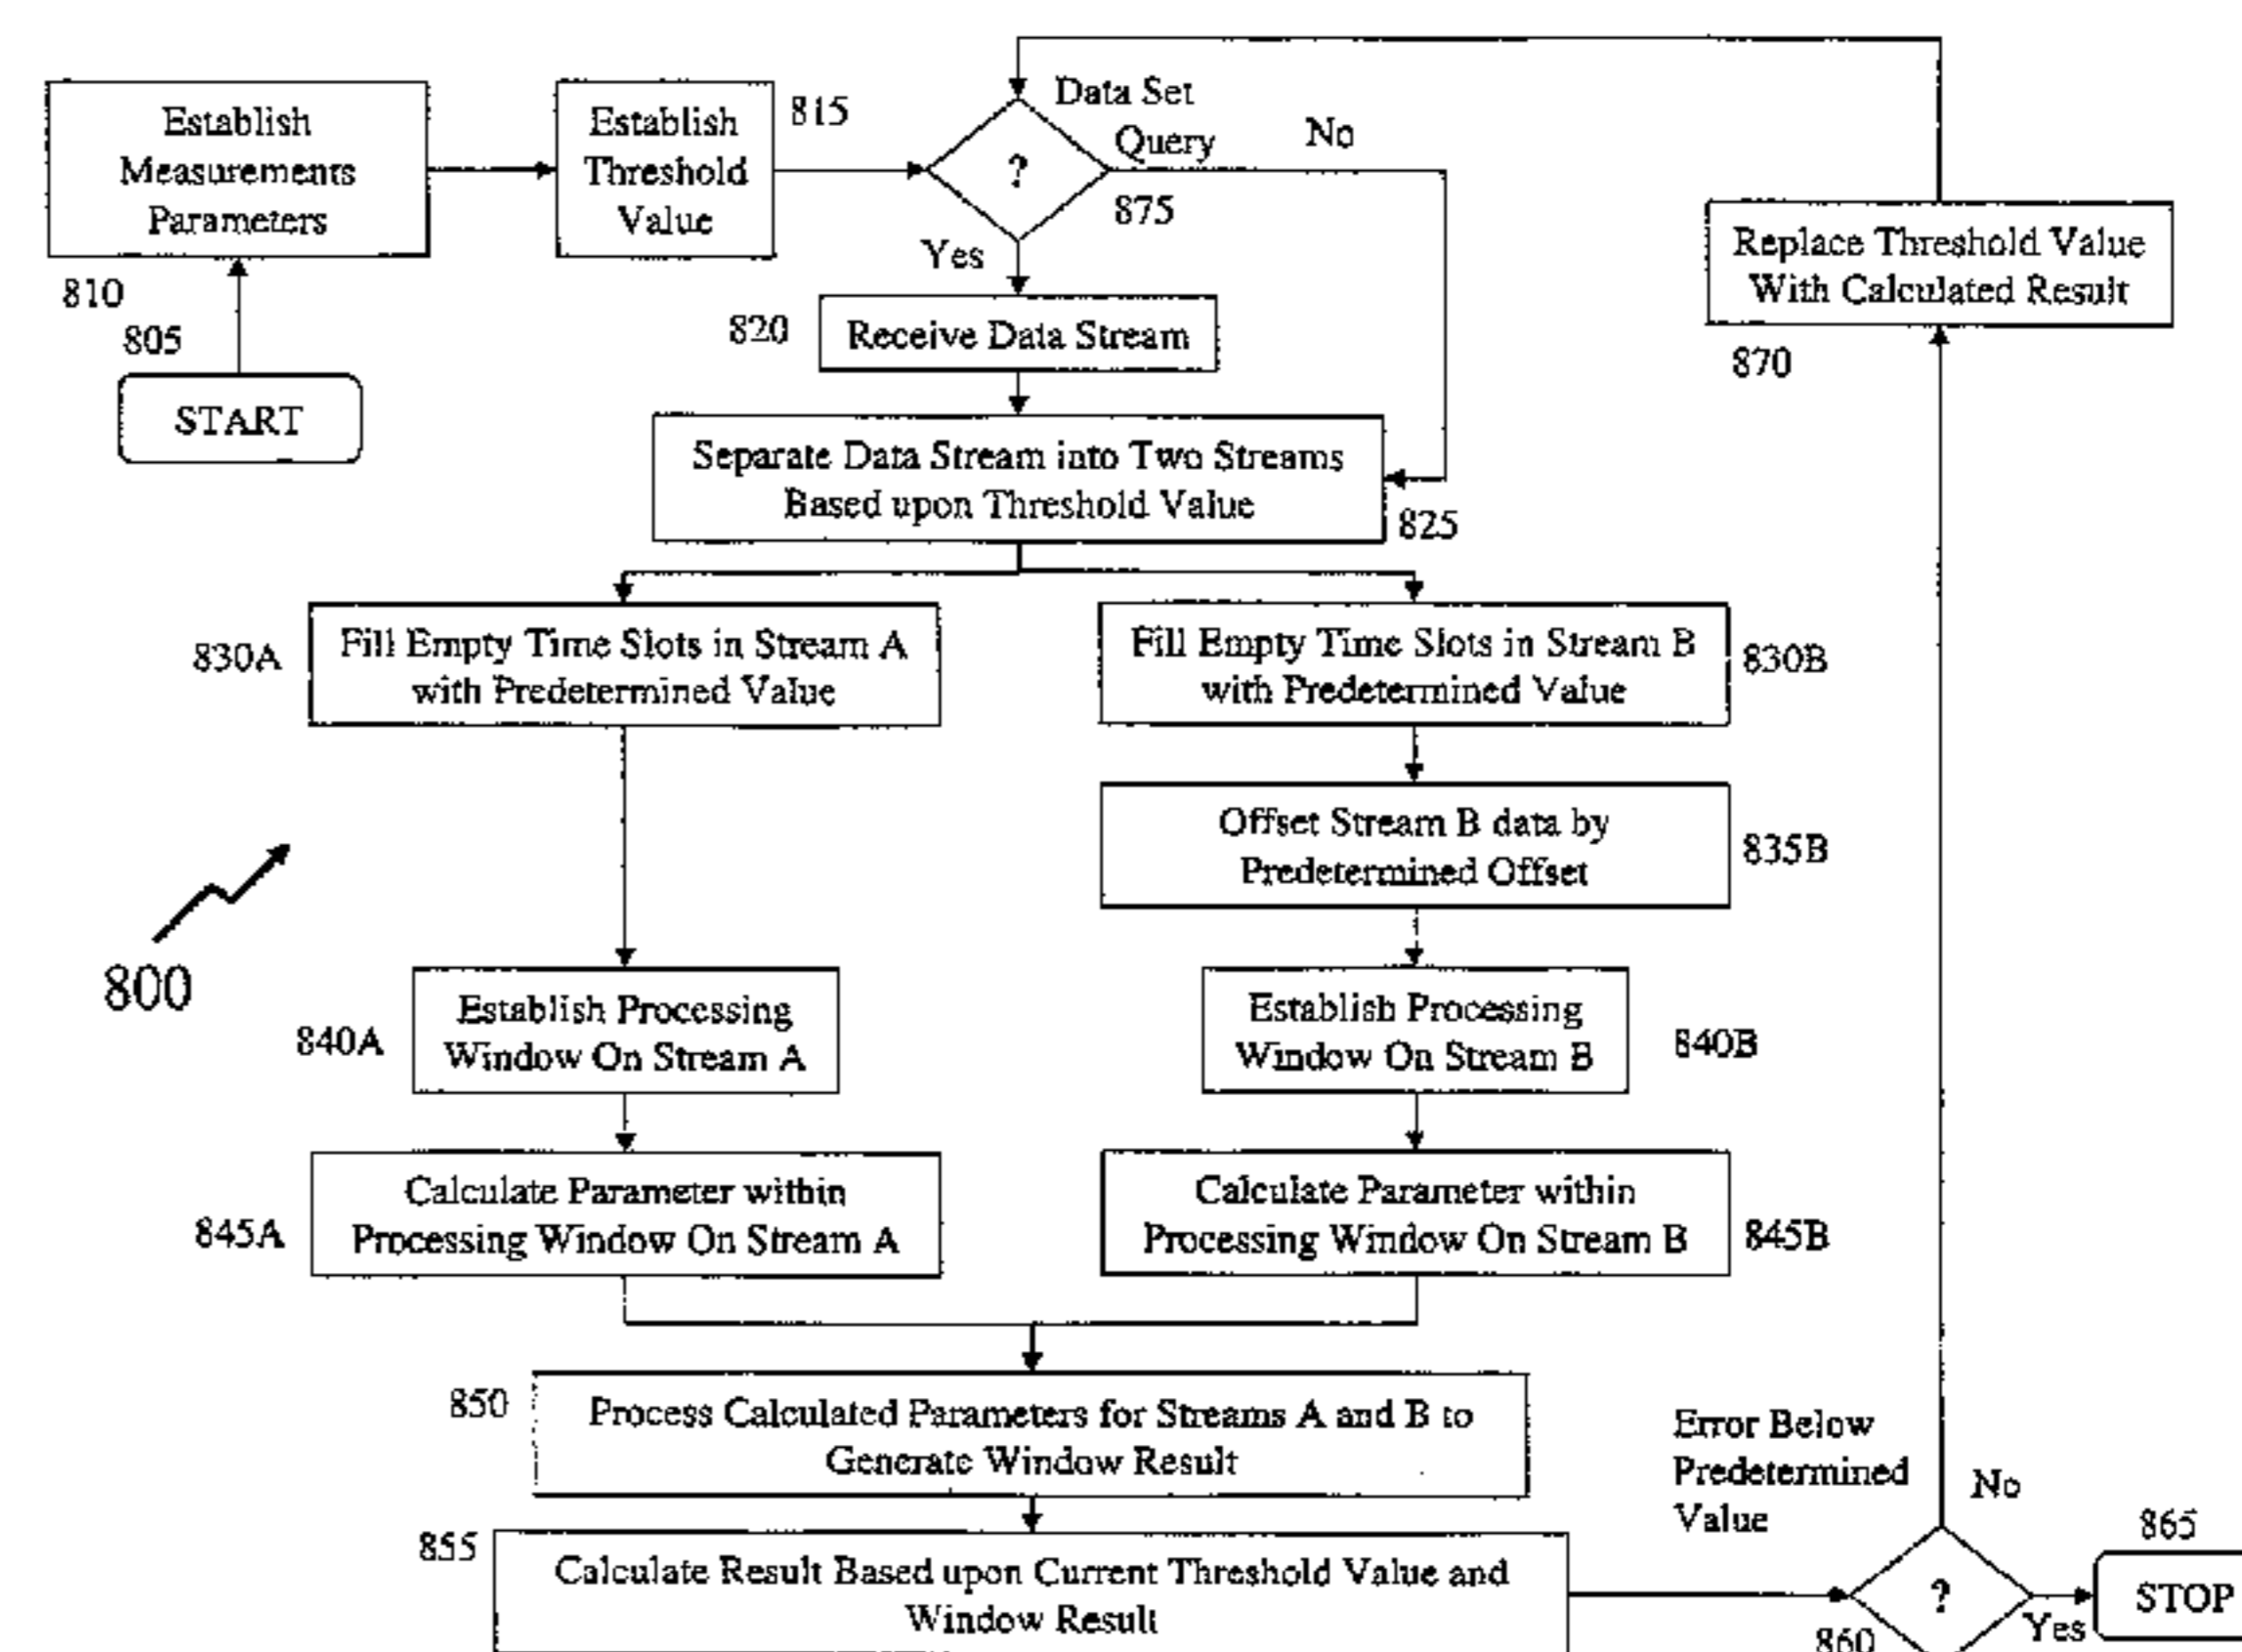 Establish
Measurements
Parameters
810
805
START
Establish
Threshold
Value
815
Data Set
Query
?
875
No
Yes
820
Receive Data Stream
Separate Data Stream into Two Streams
Based upon Threshold Value
825
Replace Threshold Value
With Calculated Result
870
830A
Fill Empty Time Slots in Stream A
with Predetermined Value
Fill Empty Time Slots in Stream B
with Predetermined Value
830B
Offset Stream B data by
Predetermined Offset
835B
800
840A
Establish Processing
Window On Stream A
Establish Processing
Window On Stream B
840B
845A
Calculate Parameter within
Processing Window On Stream A
Calculate Parameter within
Processing Window On Stream B
845B
850
Process Calculated Parameters for Streams A and B to
Generate Window Result
855
Calculate Result Based upon Current Threshold Value and
Window Result
Error Below
Predetermined
Value
No
?
860
Yes
865
STOP